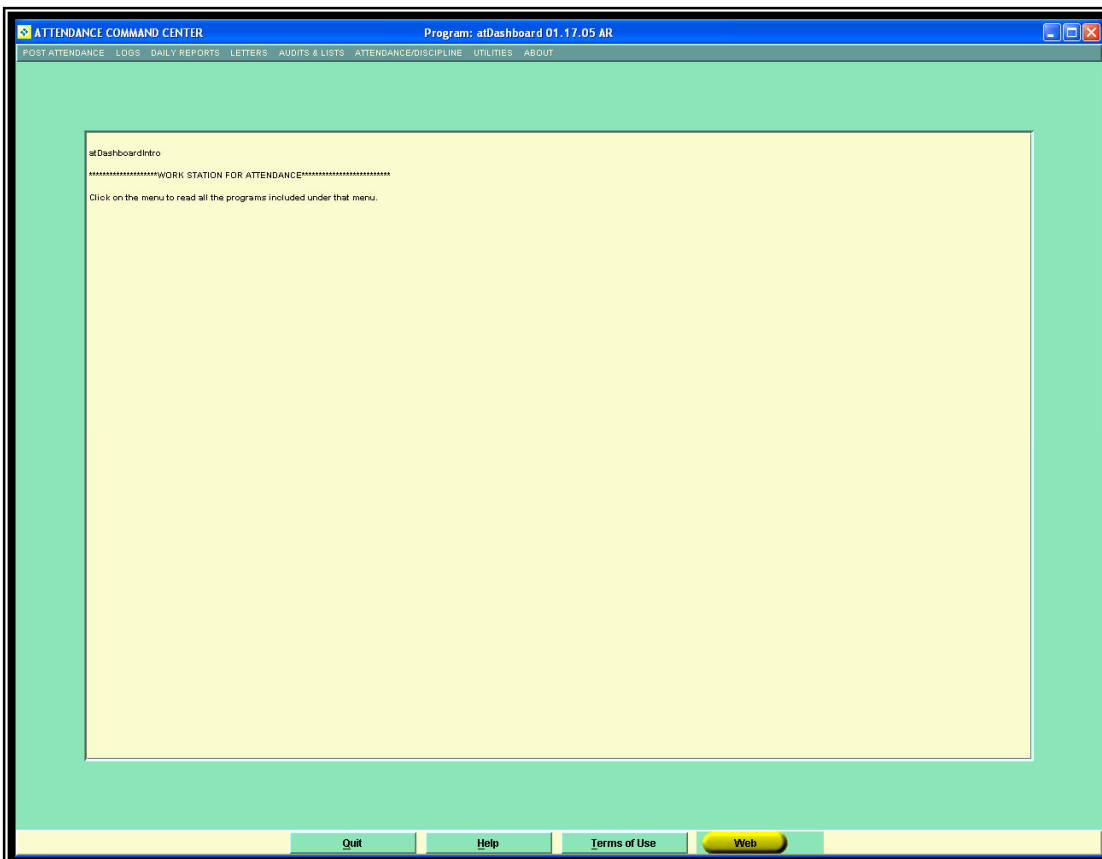 ATTENDANCE COMMAND CENTER Program: atDashboard 01.17.05 AR
POST ATTENDANCE LOGS DAILY REPORTS LETTERS AUDITS & LISTS ATTENDANCE/DISCIPLINE UTILITIES ABOUT
atDashboardIntro
********************WORK STATION FOR ATTENDANCE**************************
Click on the menu to read all the programs included under that menu.
Quit Help Terms of Use Web